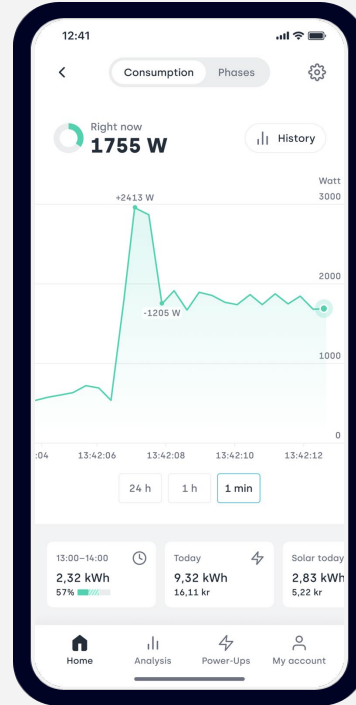 12:41
Consumption Phases
Right now
1755 W
History
Watt
3000
+2413 W
2000
-1205 W
1000
0
:04 13:42:06 13:42:08 13:42:10 13:42:12
24 h 1 h 1 min
13:00–14:00
2,32 kWh
57%
Today
9,32 kWh
16,11 kr
Solar today
2,83 kWh
5,22 kr
Home Analysis Power-Ups My account